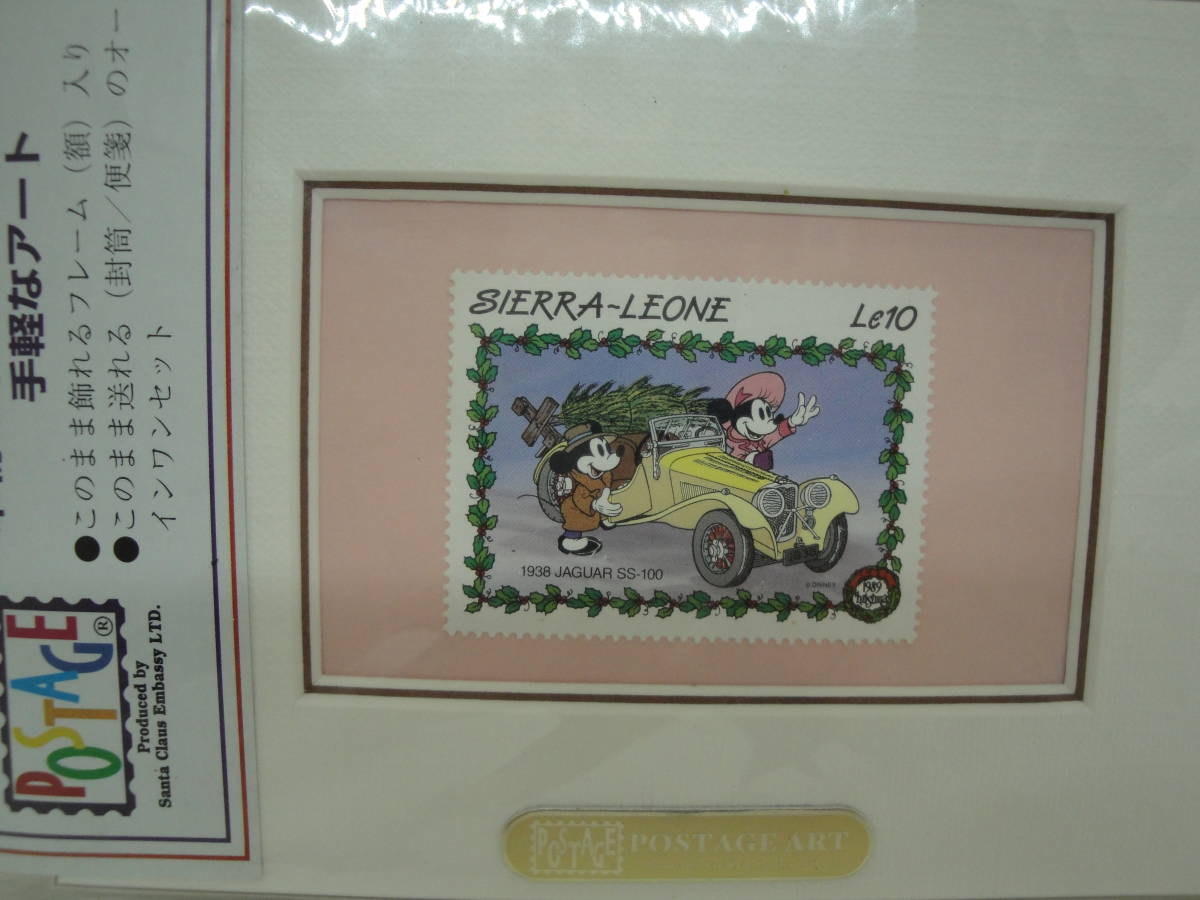 手軽なアート
●このまま飾れるフレーム（額）入り
●このまま送れる（封筒／便箋）のオー
インワンセット
POSTAGE®
Produced by
Santa Claus Embassy LTD.
SIERRA~LEONE
Le10
1938 JAGUAR SS-100
© DISNEY
1989
Christmas
POSTAGE POSTAGE ART